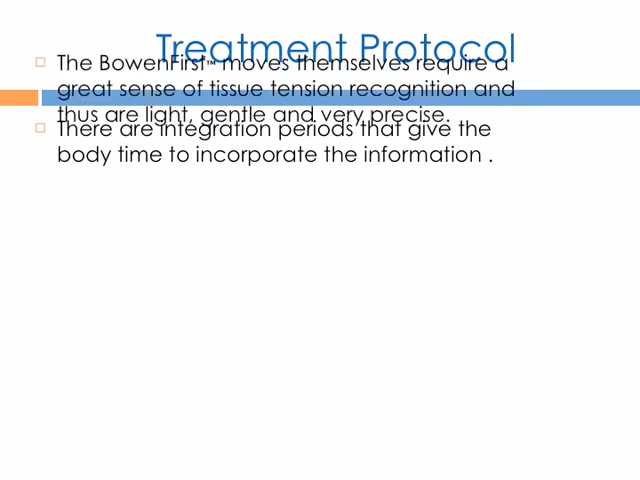 Treatment Protocol
The BowenFirst™ moves themselves require a
great sense of tissue tension recognition and
thus are light, gentle and very precise.
There are integration periods that give the
body time to incorporate the information .